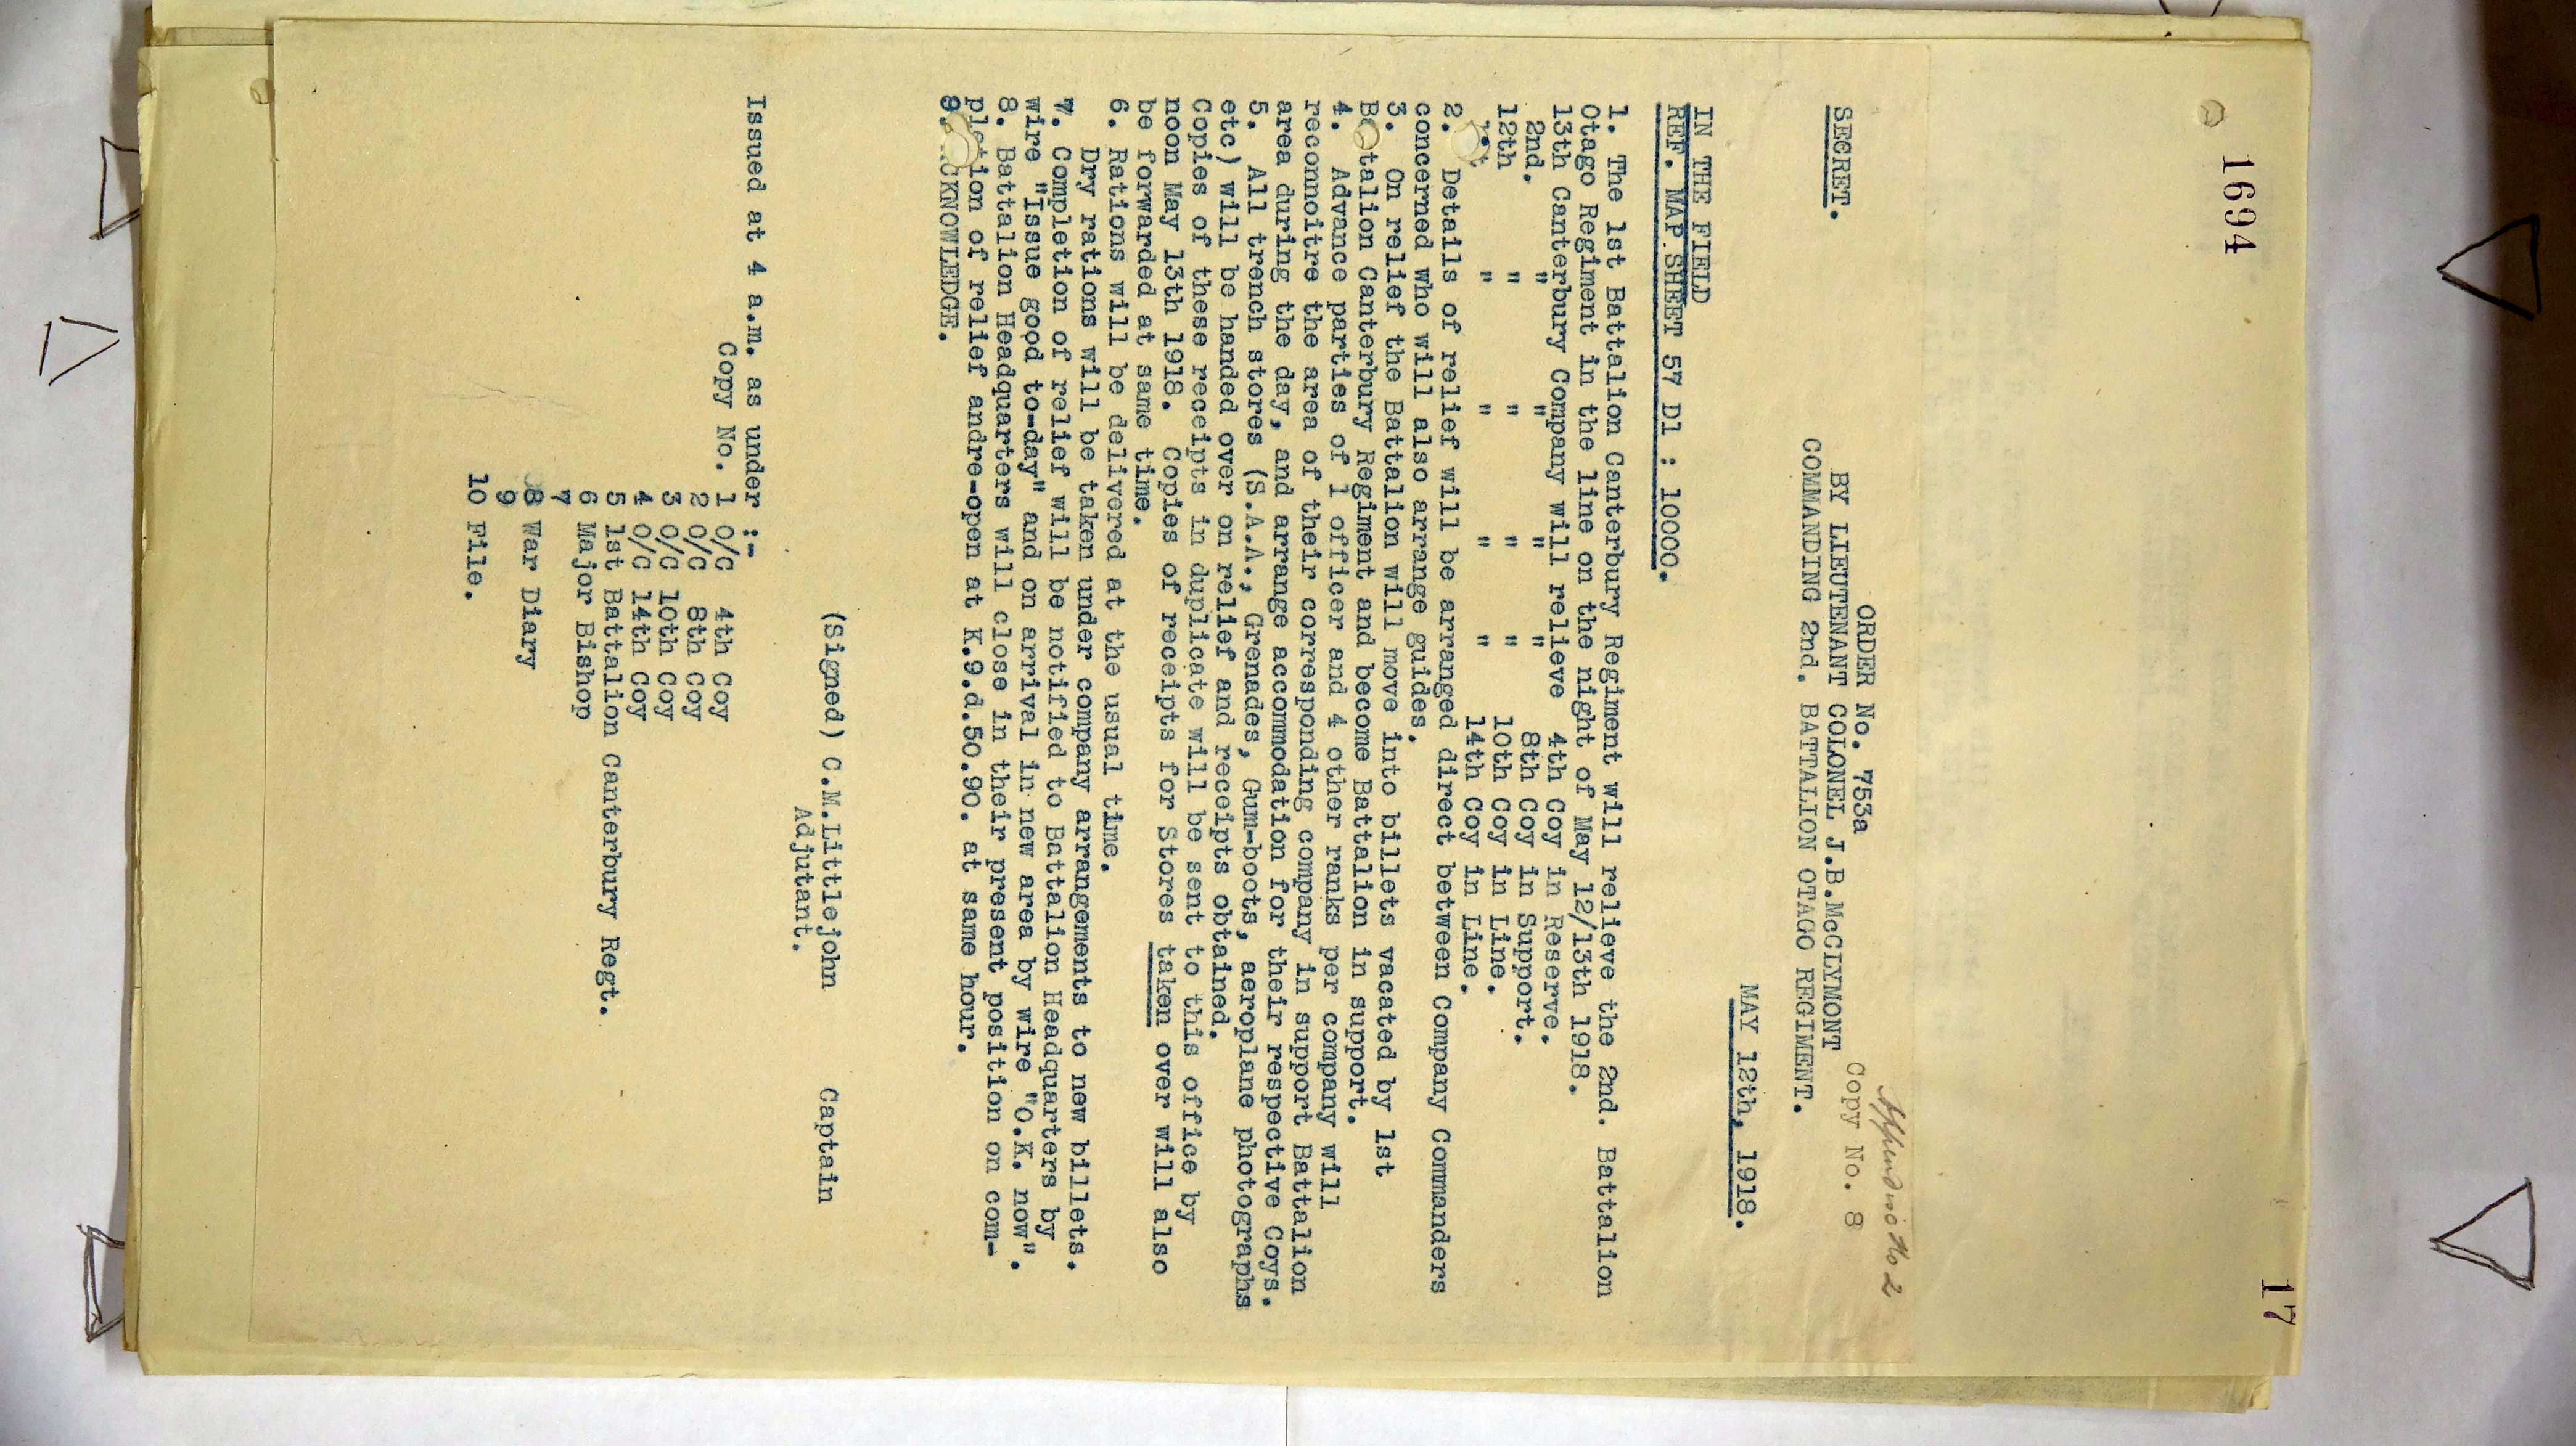 1694
17
Appendix No 2
SECRET.
ORDER No. 753a
Copy No. 8
BY LIEUTENANT COLONEL J.B.McCLYMONT
COMMANDING 2nd. BATTALION OTAGO REGIMENT.
IN THE FIELD
MAY 12th, 1918.
REF. MAP SHEET 57 D1 : 10000.
1. The 1st Battalion Canterbury Regiment will relieve the 2nd. Battalion
Otago Regiment in the line on the night of May 12/13th 1918.
13th Canterbury Company will relieve 4th Coy in Reserve.
2nd. " " " " 8th Coy in Support.
12th " " " " 10th Coy in Line.
" " " " 14th Coy in Line.
2. Details of relief will be arranged direct between Company Commanders
concerned who will also arrange guides.
3. On relief the Battalion will move into billets vacated by 1st
Battalion Canterbury Regiment and become Battalion in support.
4. Advance parties of 1 officer and 4 other ranks per company will
reconnoitre the area of their corresponding company in support Battalion
area during the day, and arrange accommodation for their respective Coys.
5. All trench stores (S.A.A., Grenades, Gum-boots, aeroplane photographs
etc) will be handed over on relief and receipts obtained.
Copies of these receipts in duplicate will be sent to this office by
noon May 13th 1918. Copies of receipts for Stores taken over will also
be forwarded at same time.
6. Rations will be delivered at the usual time.
Dry rations will be taken under company arrangements to new billets.
7. Completion of relief will be notified to Battalion Headquarters by
wire "Issue good to-day" and on arrival in new area by wire "O.K. now".
8. Battalion Headquarters will close in their present position on com-
pletion of relief andre-open at K.9.d.50.90. at same hour.
9. ACKNOWLEDGE.
(Signed) C.M.Littlejohn Captain
Adjutant.
Issued at 4 a.m. as under :-
Copy No. 1 O/C 4th Coy
2 O/C 8th Coy
3 O/C 10th Coy
4 O/C 14th Coy
5 1st Battalion Canterbury Regt.
6 Major Bishop
7
8 War Diary
9
10 File.